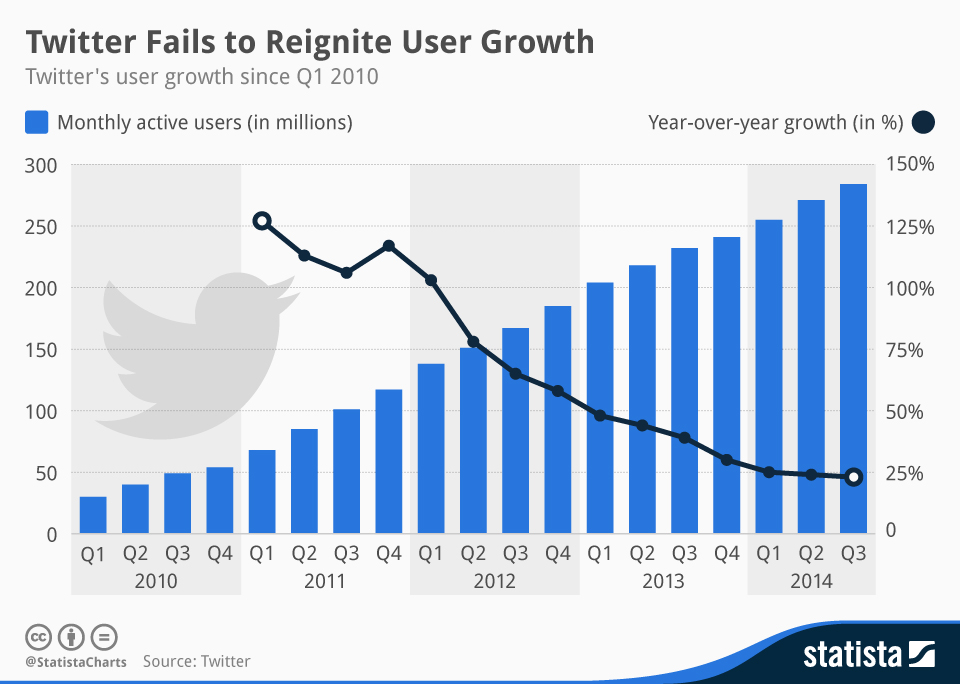 Twitter Fails to Reignite User Growth
Twitter's user growth since Q1 2010
Monthly active users (in millions) Year-over-year growth (in %)
300 150%
250 125%
200 100%
150 75%
100 50%
50 25%
0 0
Q1 Q2 Q3 Q4 Q1 Q2 Q3 Q4 Q1 Q2 Q3 Q4 Q1 Q2 Q3 Q4 Q1 Q2 Q3
2010 2011 2012 2013 2014
cc =
@StatistaCharts Source: Twitter
statista